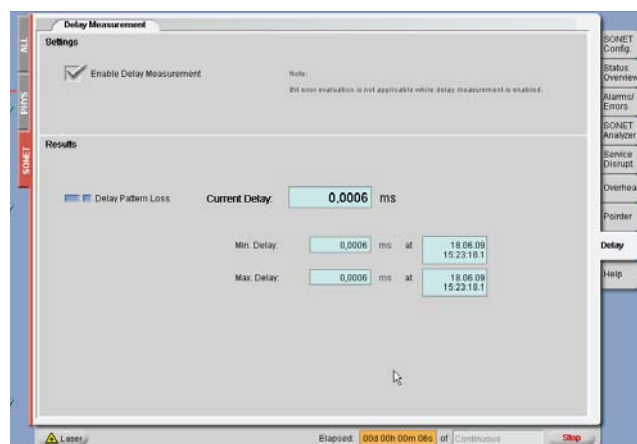 Delay Measurement
ALL
PHYS
SONET
Settings
Enable Delay Measurement
Note:
Bit error evaluation is not applicable while delay measurement is enabled.
Results
Delay Pattern Loss
Current Delay: 0,0006 ms
Min. Delay: 0,0006 ms at 18.06.09
15:23:18.1
Max. Delay: 0,0006 ms at 18.06.09
15:23:18.1
SONET
Config.
Status
Overview
Alarms/
Errors
SONET
Analyzer
Service
Disrupt.
Overhea
Pointer
Delay
Help
Laser
Elapsed: 00d 00h 00m 06s of Continuous
Stop